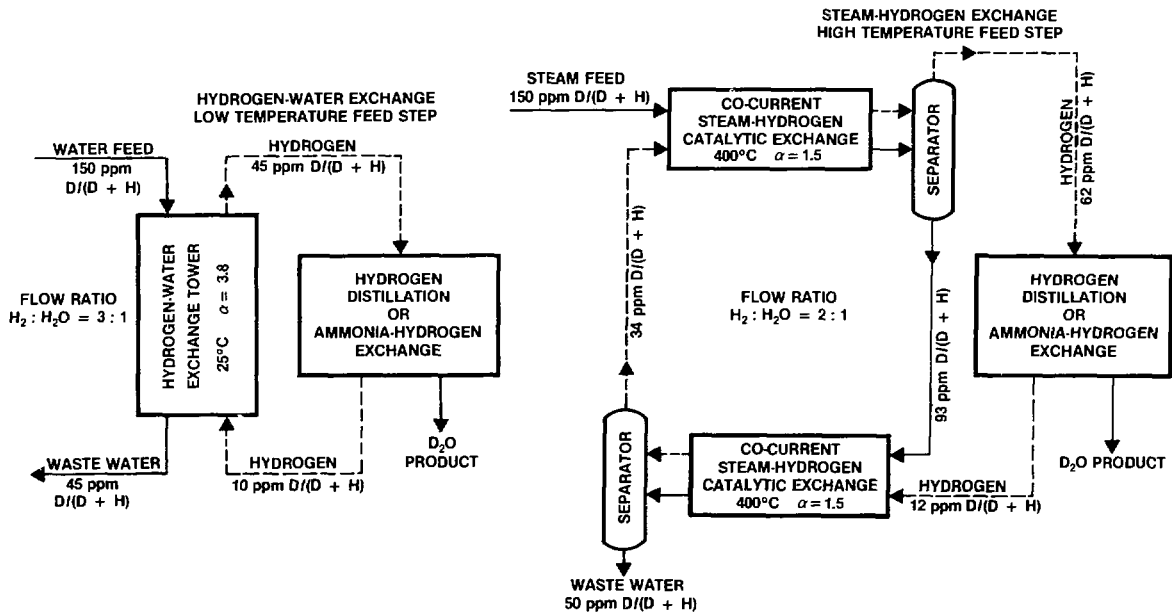 HYDROGEN-WATER EXCHANGE
LOW TEMPERATURE FEED STEP
WATER FEED
150 ppm
D/(D + H)
HYDROGEN
45 ppm D/(D + H)
HYDROGEN-WATER
EXCHANGE TOWER
25°C α = 3.8
FLOW RATIO
H₂ : H₂O = 3 : 1
HYDROGEN
DISTILLATION
OR
AMMONIA-HYDROGEN
EXCHANGE
WASTE WATER
45 ppm
D/(D + H)
HYDROGEN
10 ppm D/(D + H)
D₂O
PRODUCT
STEAM-HYDROGEN EXCHANGE
HIGH TEMPERATURE FEED STEP
STEAM FEED
150 ppm D/(D + H)
CO-CURRENT
STEAM-HYDROGEN
CATALYTIC EXCHANGE
400°C α = 1.5
SEPARATOR
HYDROGEN
62 ppm D/(D + H)
34 ppm D/(D + H)
FLOW RATIO
H₂ : H₂O = 2 : 1
93 ppm D/(D + H)
HYDROGEN
DISTILLATION
OR
AMMONIA-HYDROGEN
EXCHANGE
SEPARATOR
CO-CURRENT
STEAM-HYDROGEN
CATALYTIC EXCHANGE
400°C α = 1.5
HYDROGEN
12 ppm D/(D + H)
D₂O PRODUCT
WASTE WATER
50 ppm D/(D + H)